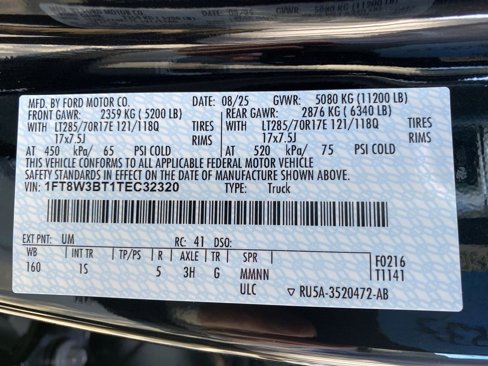 MFD. BY FORD MOTOR CO. DATE: 08/25 GVWR: 5080 KG (11200 LB)
FRONT GAWR: 2359 KG ( 5200 LB) REAR GAWR: 2876 KG ( 6340 LB)
WITH LT285/70R17E 121/118Q TIRES WITH LT285/70R17E 121/118Q TIRES
17x7.5J RIMS 17x7.5J RIMS
AT 450 kPa/ 65 PSI COLD AT 520 kPa/ 75 PSI COLD
THIS VEHICLE CONFORMS TO ALL APPLICABLE FEDERAL MOTOR VEHICLE
SAFETY STANDARDS IN EFFECT ON THE DATE OF MANUFACTURE SHOWN ABOVE.
VIN: 1FT8W3BT1TEC32320 TYPE: Truck
EXT PNT: UM RC: 41 DSO:
WB INT TR TP/PS R AXLE TR SPR F0216
160 1S 5 3H G MMNN T1141
ULC ▽ RU5A-3520472-AB